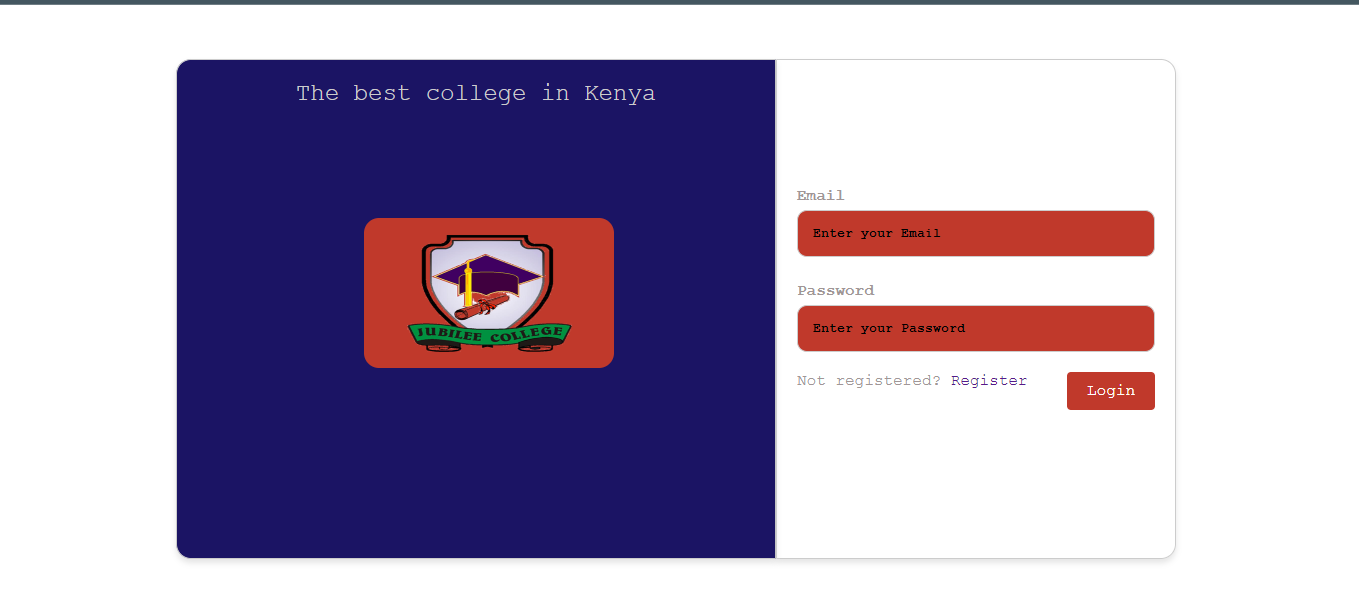 The best college in Kenya
JUBILEE COLLEGE
Email
Enter your Email
Password
Enter your Password
Not registered? Register
Login